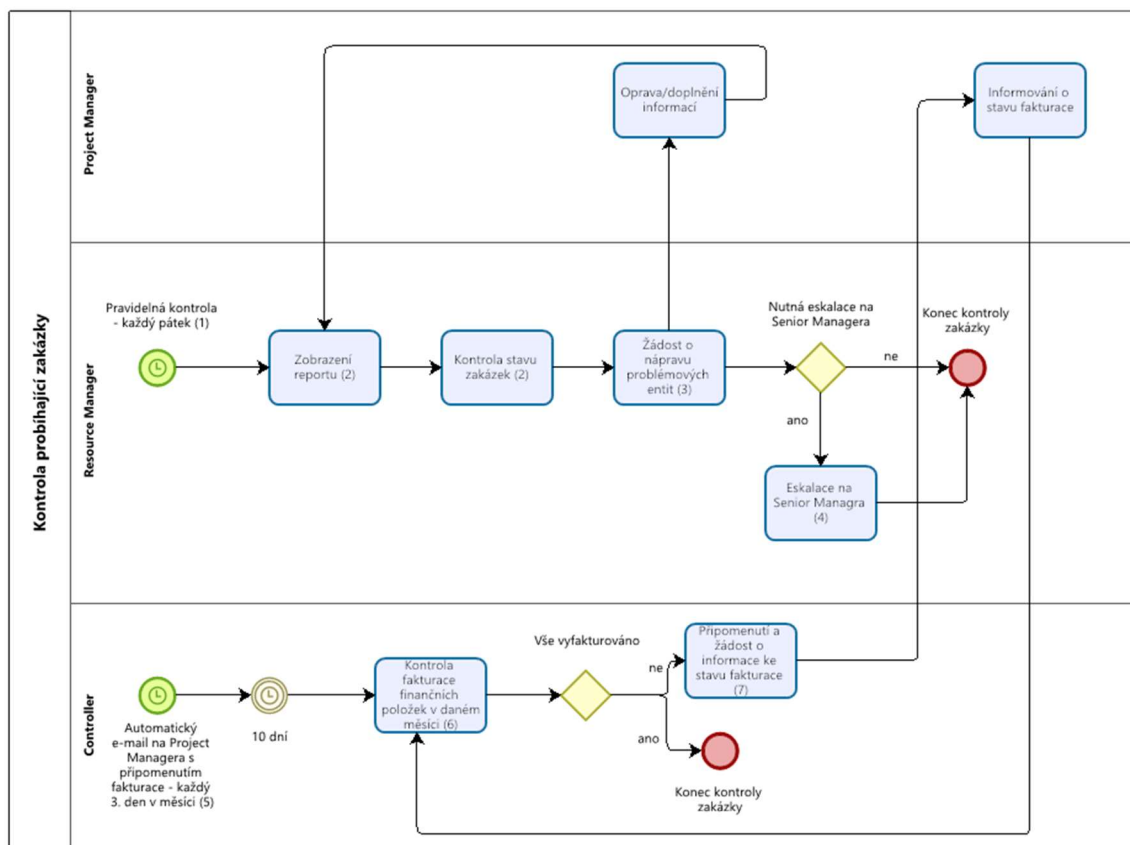 Kontrola probíhající zakázky
Project Manager
Oprava/doplnění
informací
Informování o
stavu fakturace
Resource Manager
Pravidelná kontrola
- každý pátek (1)
Zobrazení
reportu (2)
Kontrola stavu
zakázek (2)
Žádost o
nápravu
problémových
entit (3)
Nutná eskalace na
Senior Managera
ne
ano
Konec kontroly
zakázky
Eskalace na
Senior Managra
(4)
Controller
Automatický
e-mail na Project
Managera s
připomenutím
fakturace - každý
3. den v měsíci (5)
10 dní
Kontrola
fakturace
finančních
položek v daném
měsíci (6)
Vše vyfakturováno
ne
ano
Připomenutí a
žádost o
informace ke
stavu fakturace
(7)
Konec kontroly
zakázky